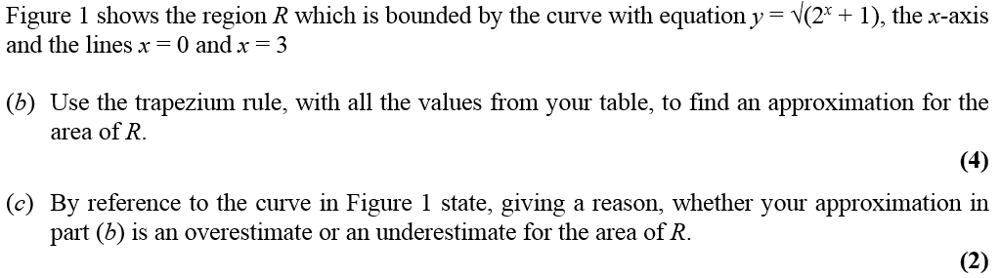 Figure 1 shows the region R which is bounded by the curve with equation y = √(2ˣ + 1), the x-axis
and the lines x = 0 and x = 3
(b) Use the trapezium rule, with all the values from your table, to find an approximation for the
area of R.
(4)
(c) By reference to the curve in Figure 1 state, giving a reason, whether your approximation in
part (b) is an overestimate or an underestimate for the area of R.
(2)